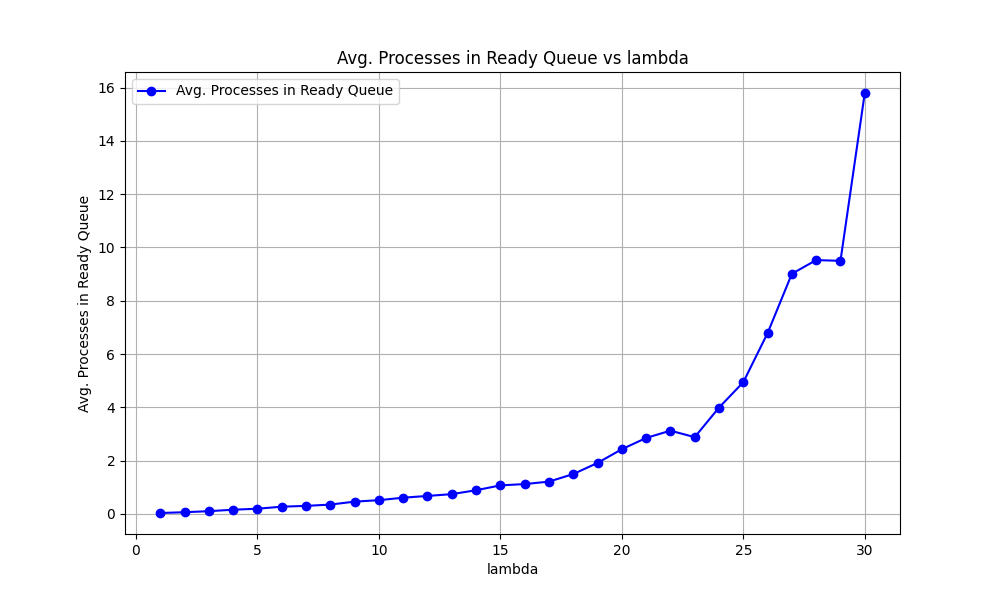 Avg. Processes in Ready Queue vs lambda
Avg. Processes in Ready Queue
Avg. Processes in Ready Queue
16
14
12
10
8
6
4
2
0
0 5 10 15 20 25 30
lambda